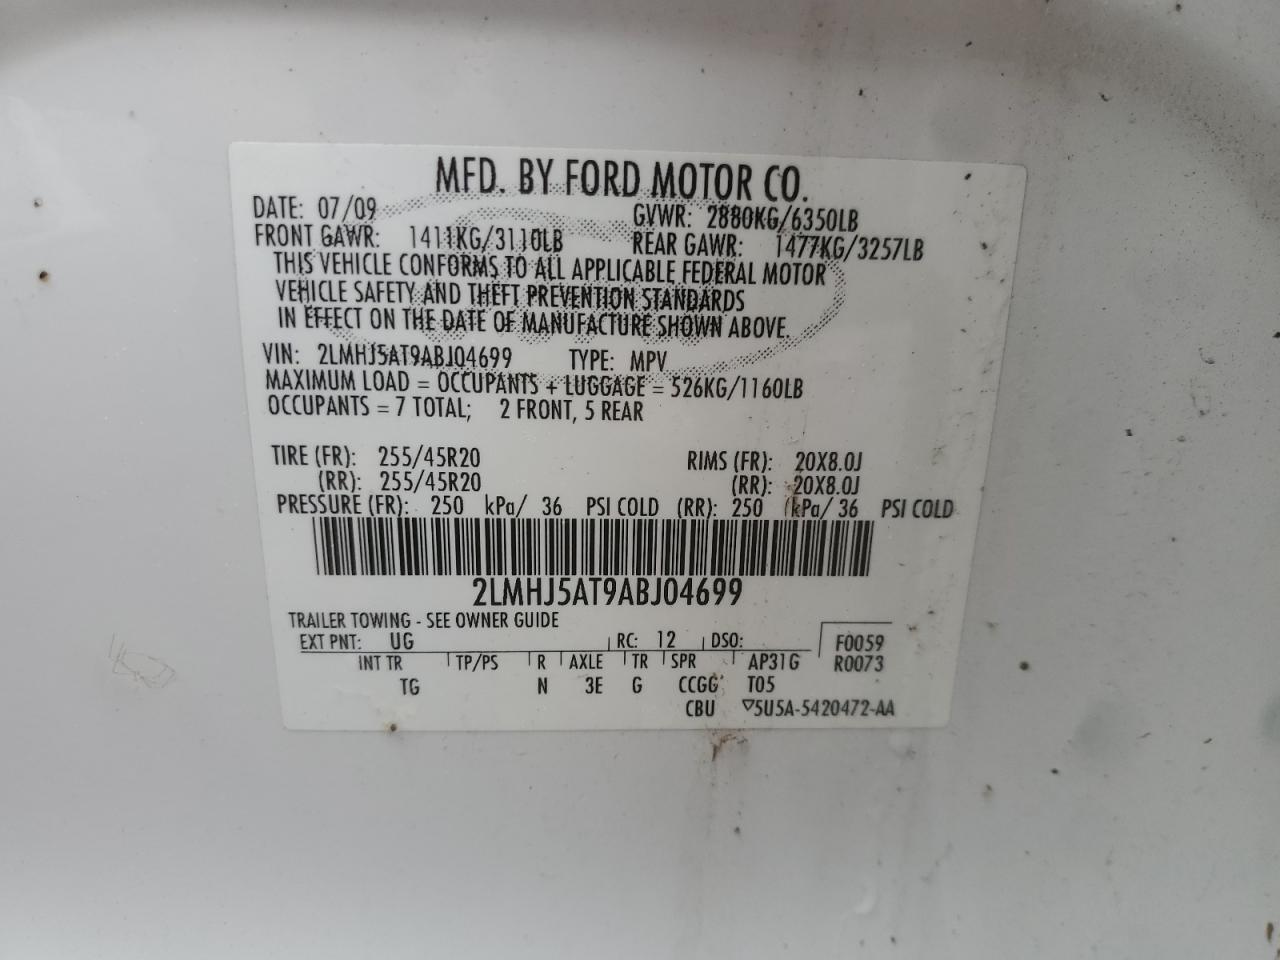 MFD. BY FORD MOTOR CO.
DATE: 07/09 GVWR: 2880KG/6350LB
FRONT GAWR: 1411KG/3110LB REAR GAWR: 1477KG/3257LB
THIS VEHICLE CONFORMS TO ALL APPLICABLE FEDERAL MOTOR
VEHICLE SAFETY AND THEFT PREVENTION STANDARDS
IN EFFECT ON THE DATE OF MANUFACTURE SHOWN ABOVE.
VIN: 2LMHJ5AT9ABJ04699 TYPE: MPV
MAXIMUM LOAD = OCCUPANTS + LUGGAGE = 526KG/1160LB
OCCUPANTS = 7 TOTAL; 2 FRONT, 5 REAR
TIRE (FR): 255/45R20 RIMS (FR): 20X8.0J
(RR): 255/45R20 (RR): 20X8.0J
PRESSURE (FR): 250 kPa/ 36 PSI COLD (RR): 250 kPa/ 36 PSI COLD
2LMHJ5AT9ABJ04699
TRAILER TOWING - SEE OWNER GUIDE
EXT PNT: UG RC: 12 DSO: F0059
INT TR TP/PS R AXLE TR SPR AP31G R0073
TG N 3E G CCGG T05
CBU ▽5U5A-5420472-AA